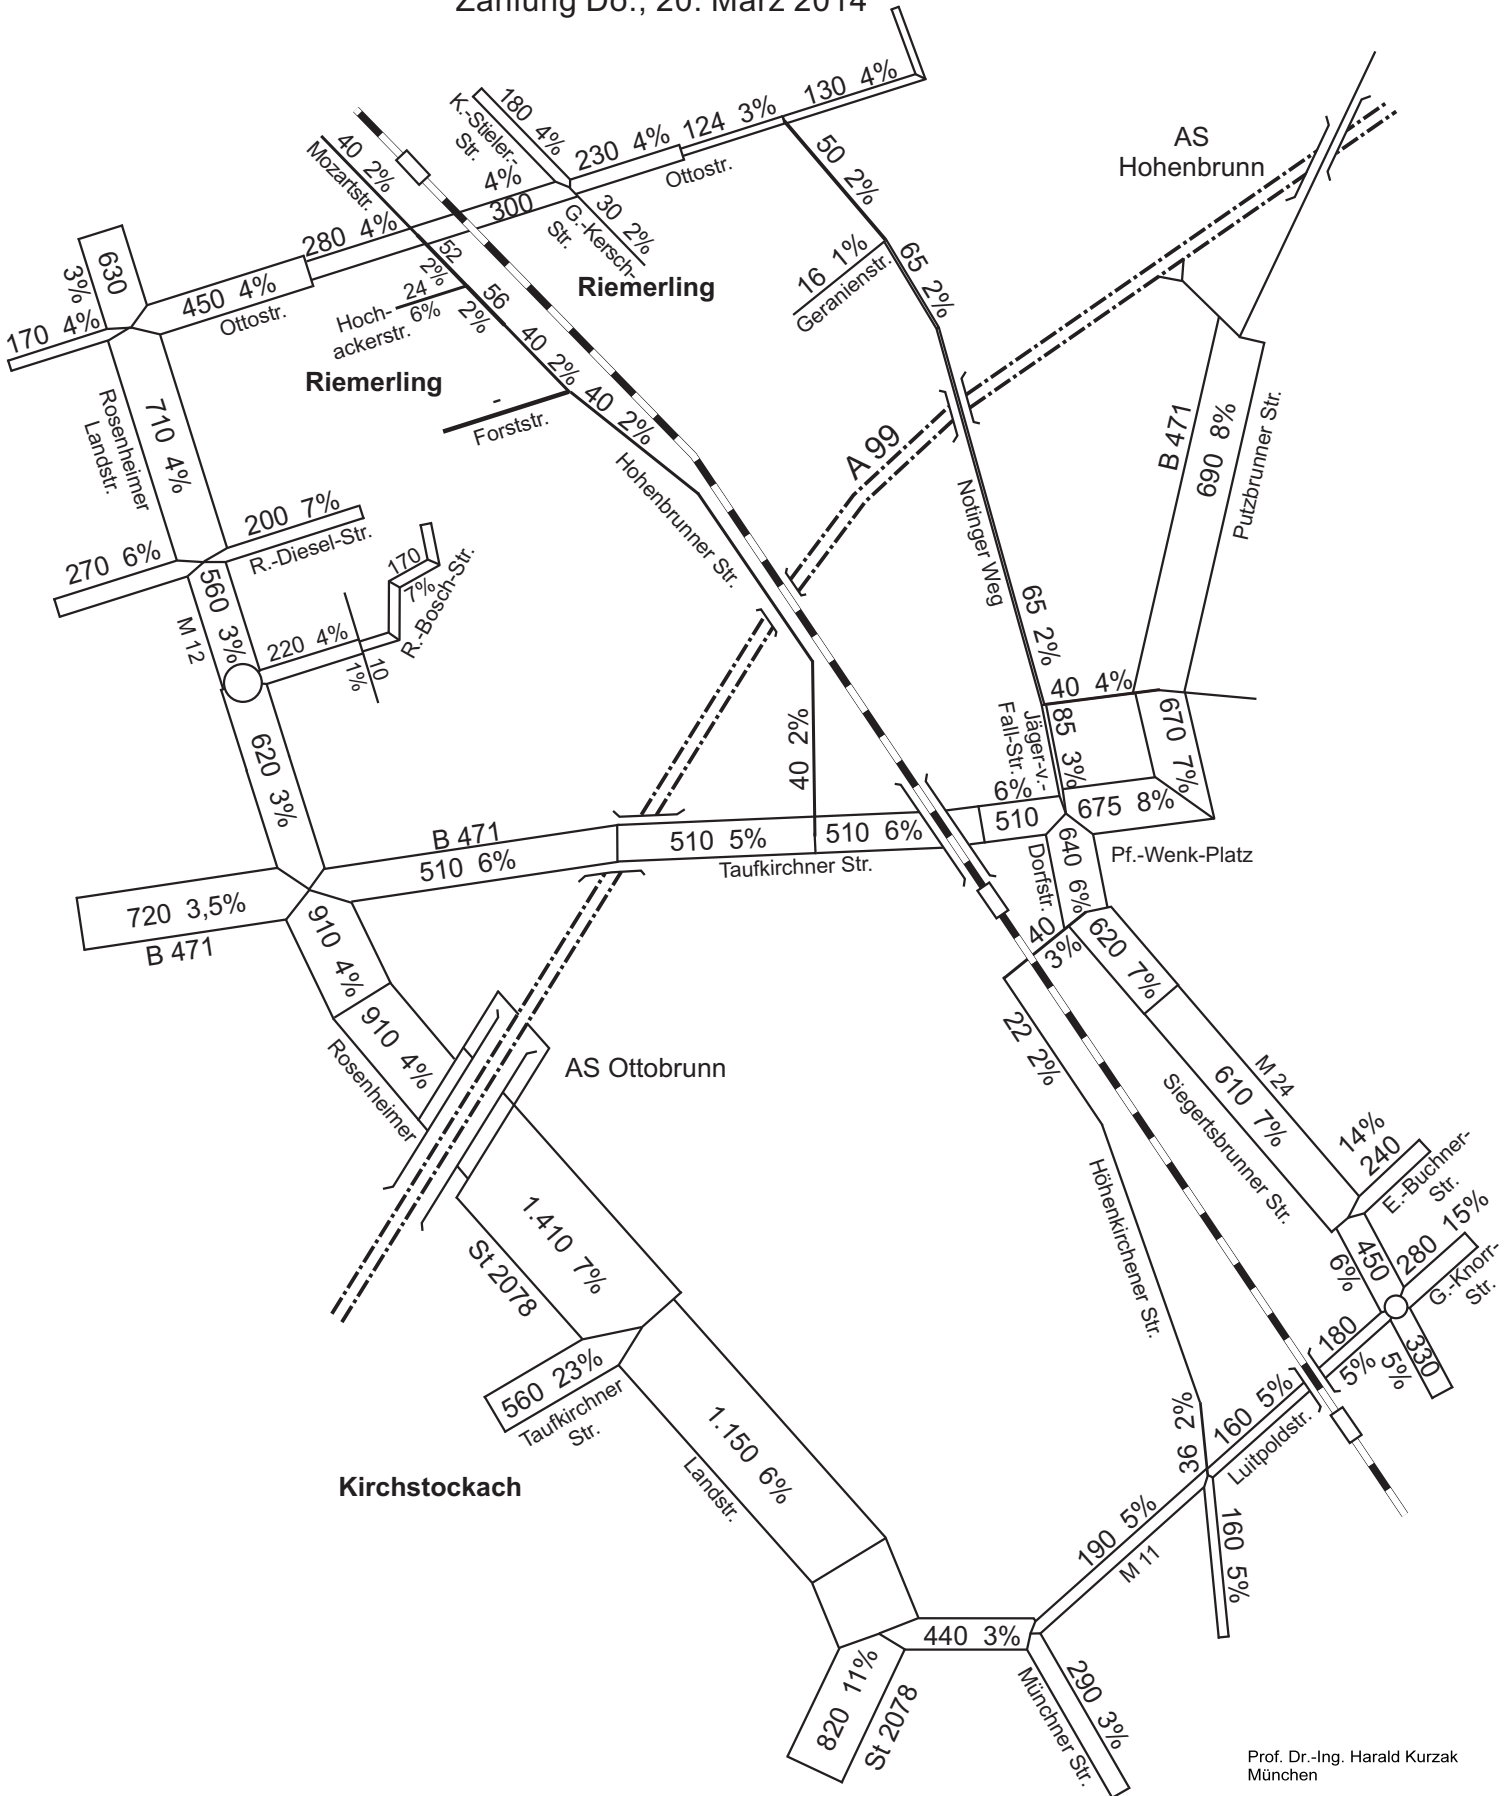 Zählung Do., 20. März 2014
130 4%
124 3%
230 4%
Ottostr.
180 4%
K.-Stieler.-
Str.
4%
300
30 2%
G.-Kersch-
Str.
40 2%
Mozartstr.
280 4%
450 4%
Ottostr.
630
3%
170 4%
52
2%
24
6%
Hoch-
ackerstr.
56
2%
40 2%
Riemerling
Riemerling
-
Forststr.
40 2%
Hohenbrunner Str.
50 2%
16 1%
Geranienstr.
65 2%
AS
Hohenbrunn
A 99
Notinger Weg
65 2%
B 471
690 8%
Putzbrunner Str.
710 4%
Rosenheimer
Landstr.
200 7%
R.-Diesel-Str.
270 6%
560 3%
M 12
220 4%
170
7%
R.-Bosch-Str.
10
1%
620 3%
40 2%
40 4%
85 3%
Jäger-v.-
Fall-Str.
670 7%
675 8%
6%
510
B 471
510 6%
510 5%
510 6%
Taufkirchner Str.
640 6%
Dorfstr.
Pf.-Wenk-Platz
720 3,5%
B 471
910 4%
910 4%
Rosenheimer
AS Ottobrunn
40
3%
620 7%
22 2%
610 7%
M 24
Siegertsbrunner Str.
14%
240
E.-Buchner-
Str.
Höhenkirchener Str.
450
6%
280 15%
G.-Knorr-
Str.
180
5%
330
5%
1.410 7%
St 2078
560 23%
Taufkirchner
Str.
1.150 6%
Landstr.
Kirchstockach
36 2%
160 5%
Luitpoldstr.
190 5%
M 11
160 5%
440 3%
820 11%
St 2078
290 3%
Münchner Str.
Prof. Dr.-Ing. Harald Kurzak
München